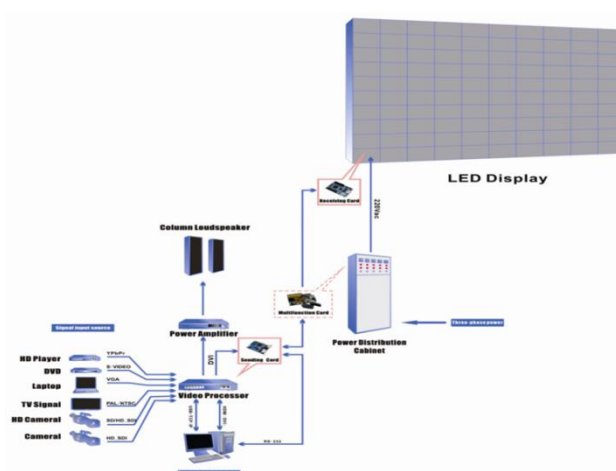 LED Display
Receiving Card
220Vac
Column Loudspeaker
Multifunction Card
Signal input source
Power Amplifier
Three-phase power
Power Distribution
Cabinet
Sending Card
HD Player
YPbPr
DVD
S-VIDEO
Laptop
VGA
Video Processor
TV Signal
PAL/NTSC
HD Cameral
SD/HD_SDI
Cameral
HD_SDI